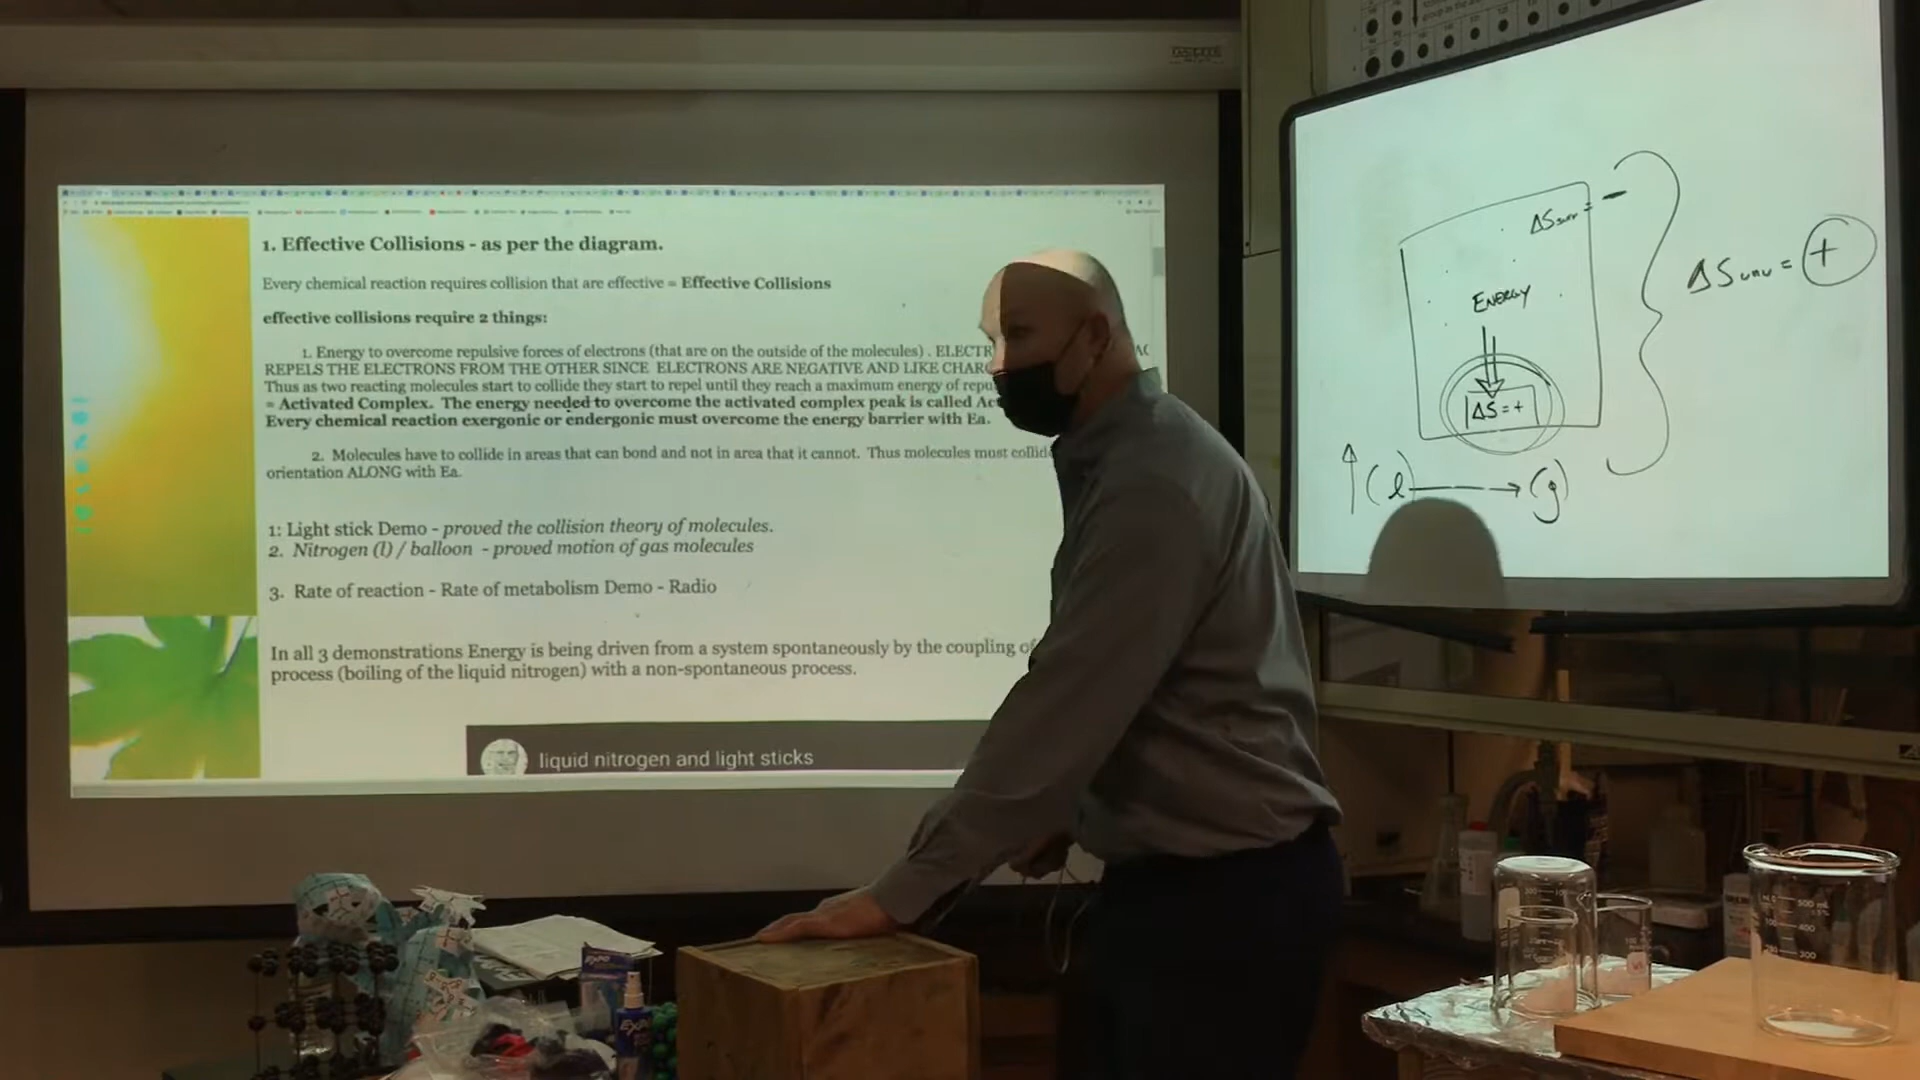 1. Effective Collisions - as per the diagram.
Every chemical reaction requires collision that are effective = Effective Collisions
effective collisions require 2 things:
1. Energy to overcome repulsive forces of electrons (that are on the outside of the molecules) . ELECTR
REPELS THE ELECTRONS FROM THE OTHER SINCE ELECTRONS ARE NEGATIVE AND LIKE CHARG
Thus as two reacting molecules start to collide they start to repel until they reach a maximum energy of repu
= Activated Complex. The energy needed to overcome the activated complex peak is called Ac
Every chemical reaction exergonic or endergonic must overcome the energy barrier with Ea.
2. Molecules have to collide in areas that can bond and not in area that it cannot. Thus molecules must collid
orientation ALONG with Ea.
1: Light stick Demo - proved the collision theory of molecules.
2. Nitrogen (l) / balloon - proved motion of gas molecules
3. Rate of reaction - Rate of metabolism Demo - Radio
In all 3 demonstrations Energy is being driven from a system spontaneously by the coupling of
process (boiling of the liquid nitrogen) with a non-spontaneous process.
liquid nitrogen and light sticks
ΔSsurr = -
ENERGY
ΔS = +
ΔSunv = +
↑ (l) → (g)
EXPO
EXPO
500 mL
400